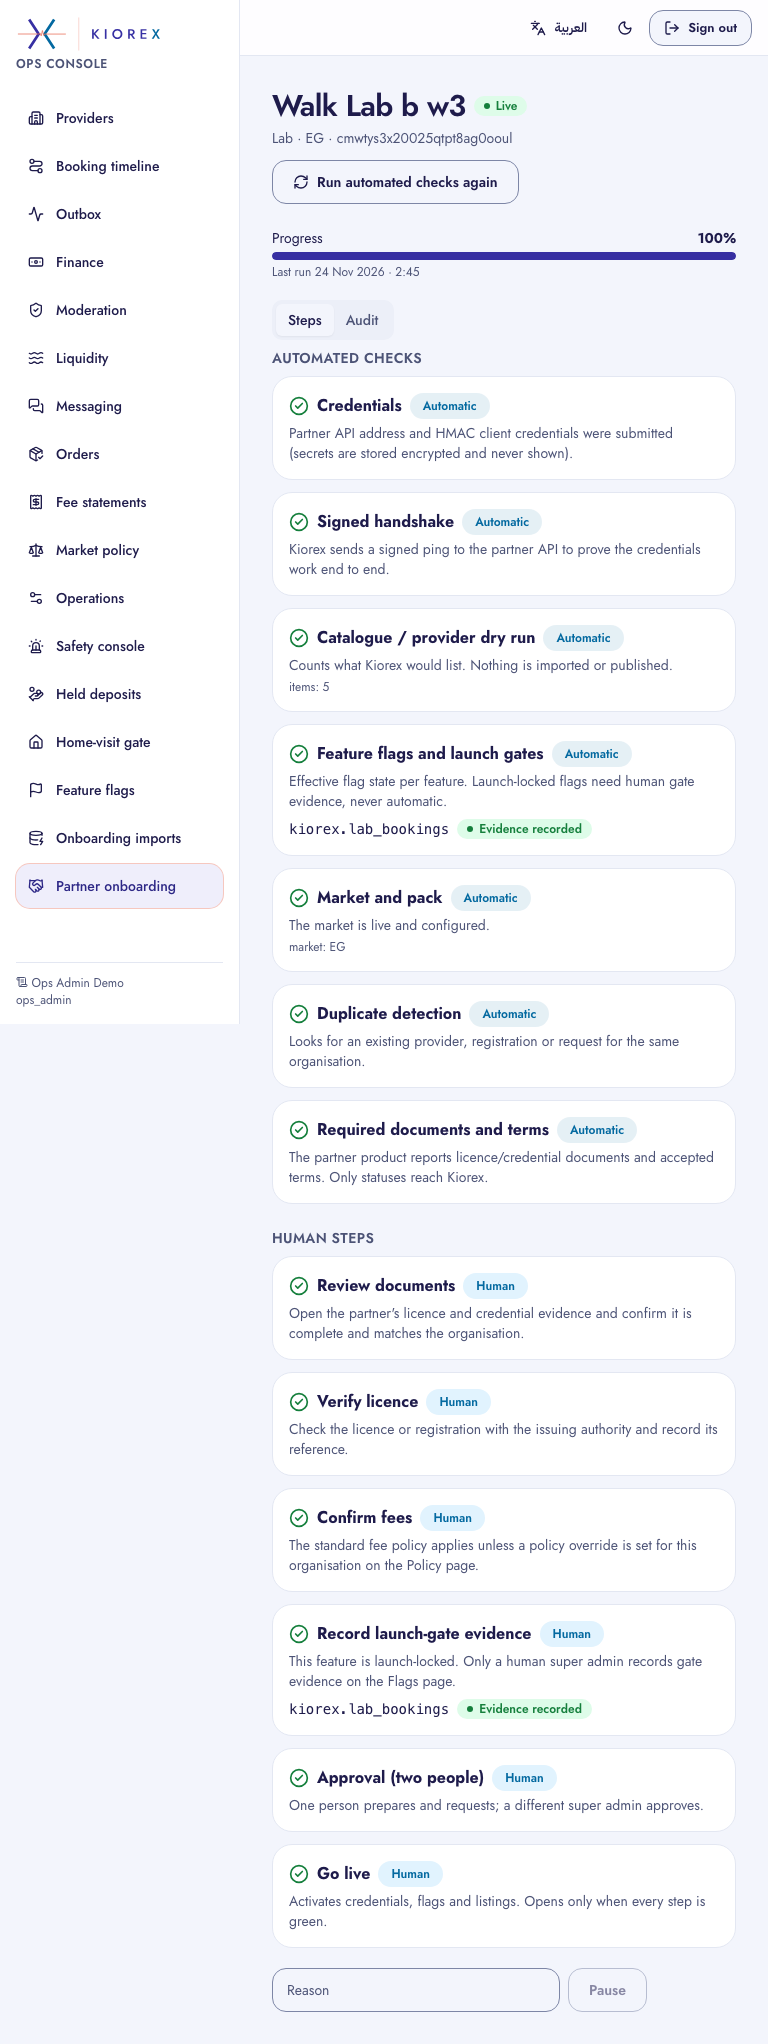 KIOREX
OPS CONSOLE
Providers
Booking timeline
Outbox
Finance
Moderation
Liquidity
Messaging
Orders
Fee statements
Market policy
Operations
Safety console
Held deposits
Home-visit gate
Feature flags
Onboarding imports
Partner onboarding
Ops Admin Demo
ops_admin
العربية
Sign out
Walk Lab b w3 Live
Lab · EG · cmwtys3x20025qtpt8ag0ooul
Run automated checks again
Progress 100%
Last run 24 Nov 2026 · 2:45
Steps Audit
AUTOMATED CHECKS
Credentials Automatic
Partner API address and HMAC client credentials were submitted
(secrets are stored encrypted and never shown).
Signed handshake Automatic
Kiorex sends a signed ping to the partner API to prove the credentials
work end to end.
Catalogue / provider dry run Automatic
Counts what Kiorex would list. Nothing is imported or published.
items: 5
Feature flags and launch gates Automatic
Effective flag state per feature. Launch-locked flags need human gate
evidence, never automatic.
kiorex.lab_bookings Evidence recorded
Market and pack Automatic
The market is live and configured.
market: EG
Duplicate detection Automatic
Looks for an existing provider, registration or request for the same
organisation.
Required documents and terms Automatic
The partner product reports licence/credential documents and accepted
terms. Only statuses reach Kiorex.
HUMAN STEPS
Review documents Human
Open the partner's licence and credential evidence and confirm it is
complete and matches the organisation.
Verify licence Human
Check the licence or registration with the issuing authority and record its
reference.
Confirm fees Human
The standard fee policy applies unless a policy override is set for this
organisation on the Policy page.
Record launch-gate evidence Human
This feature is launch-locked. Only a human super admin records gate
evidence on the Flags page.
kiorex.lab_bookings Evidence recorded
Approval (two people) Human
One person prepares and requests; a different super admin approves.
Go live Human
Activates credentials, flags and listings. Opens only when every step is
green.
Reason Pause